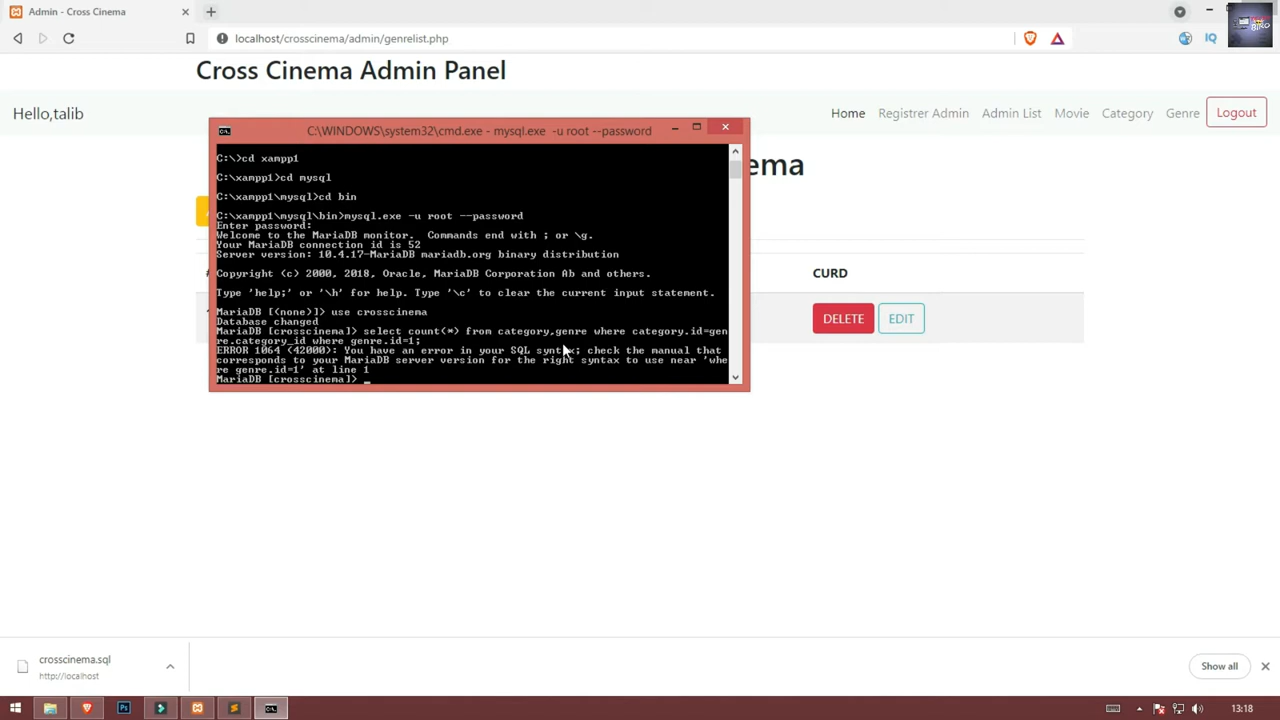 Admin - Cross Cinema
localhost/crosscinema/admin/genrelist.php
IQ
Cross Cinema Admin Panel
Hello,talib
Home Registrer Admin Admin List Movie Category Genre Logout
ema
C:\WINDOWS\system32\cmd.exe - mysql.exe -u root --password
C:\>cd xampp1
C:\xampp1>cd mysql
C:\xampp1\mysql>cd bin
C:\xampp1\mysql\bin>mysql.exe -u root --password
Enter password:
Welcome to the MariaDB monitor. Commands end with ; or \g.
Your MariaDB connection id is 52
Server version: 10.4.17-MariaDB mariadb.org binary distribution
Copyright (c) 2000, 2018, Oracle, MariaDB Corporation Ab and others.
Type 'help;' or '\h' for help. Type '\c' to clear the current input statement.
MariaDB [(none)]> use crosscinema
Database changed
MariaDB [crosscinema]> select count(*) from category,genre where category.id=gen
re.category_id where genre.id=1;
ERROR 1064 (42000): You have an error in your SQL syntax; check the manual that
corresponds to your MariaDB server version for the right syntax to use near 'whe
re genre.id=1' at line 1
MariaDB [crosscinema]> _
CURD
DELETE EDIT
crosscinema.sql
http://localhost
Show all
Ps
13:18